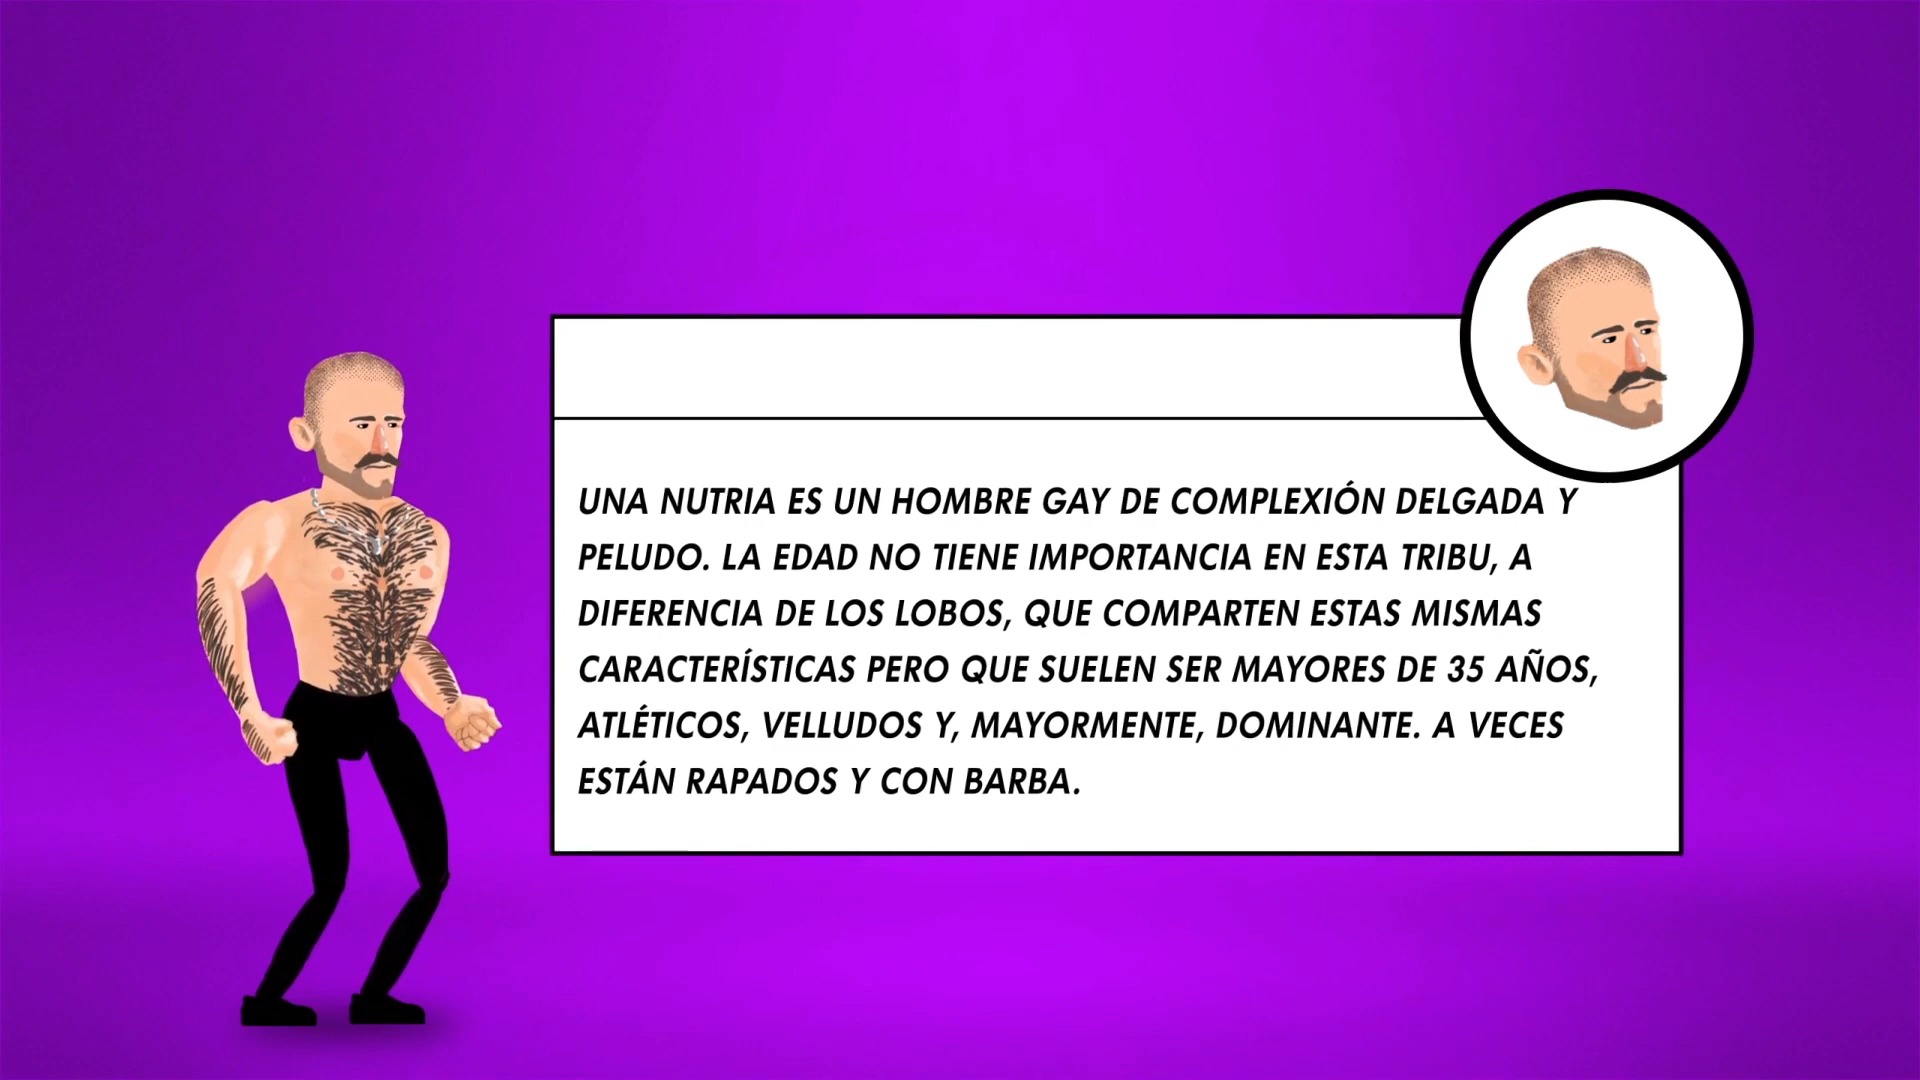 UNA NUTRIA ES UN HOMBRE GAY DE COMPLEXIÓN DELGADA Y
PELUDO. LA EDAD NO TIENE IMPORTANCIA EN ESTA TRIBU, A
DIFERENCIA DE LOS LOBOS, QUE COMPARTEN ESTAS MISMAS
CARACTERÍSTICAS PERO QUE SUELEN SER MAYORES DE 35 AÑOS,
ATLÉTICOS, VELLUDOS Y, MAYORMENTE, DOMINANTE. A VECES
ESTÁN RAPADOS Y CON BARBA.